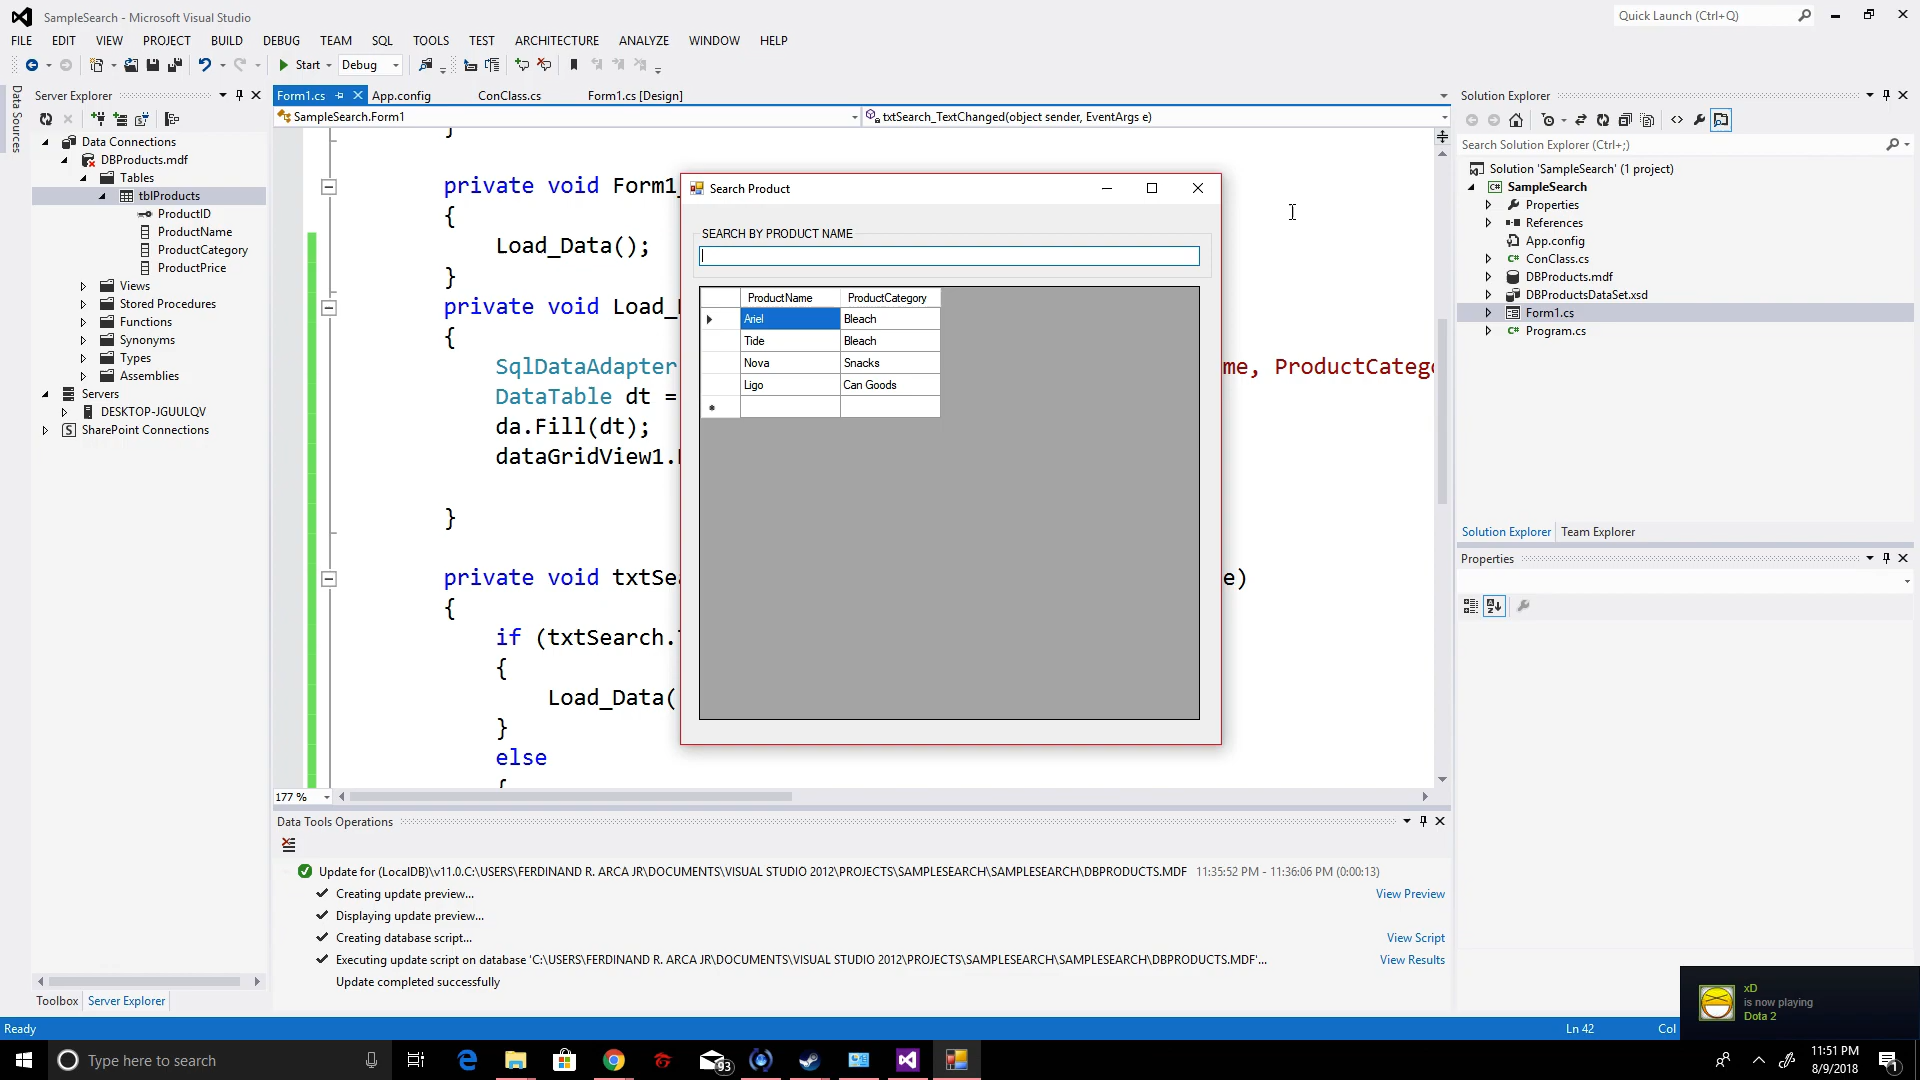 SampleSearch - Microsoft Visual Studio
Quick Launch (Ctrl+Q)
FILE EDIT VIEW PROJECT BUILD DEBUG TEAM SQL TOOLS TEST ARCHITECTURE ANALYZE WINDOW HELP
Start Debug
Data Sources
Server Explorer
Data Connections
DBProducts.mdf
Tables
tblProducts
ProductID
ProductName
ProductCategory
ProductPrice
Views
Stored Procedures
Functions
Synonyms
Types
Assemblies
Servers
DESKTOP-JGUULQV
SharePoint Connections
Toolbox Server Explorer
Form1.cs App.config ConClass.cs Form1.cs [Design]
SampleSearch.Form1 txtSearch_TextChanged(object sender, EventArgs e)
}
private void Form1_
{
Load_Data();
}
private void Load_
{
SqlDataAdapter me, ProductCatego
DataTable dt =
da.Fill(dt);
dataGridView1.
}
private void txtSea e)
{
if (txtSearch.
{
Load_Data(
}
else
{
177 %
Search Product
SEARCH BY PRODUCT NAME
ProductName ProductCategory
Ariel Bleach
Tide Bleach
Nova Snacks
Ligo Can Goods
Data Tools Operations
Update for (LocalDB)\v11.0.C:\USERS\FERDINAND R. ARCA JR\DOCUMENTS\VISUAL STUDIO 2012\PROJECTS\SAMPLESEARCH\SAMPLESEARCH\DBPRODUCTS.MDF 11:35:52 PM - 11:36:06 PM (0:00:13)
Creating update preview... View Preview
Displaying update preview...
Creating database script... View Script
Executing update script on database 'C:\USERS\FERDINAND R. ARCA JR\DOCUMENTS\VISUAL STUDIO 2012\PROJECTS\SAMPLESEARCH\SAMPLESEARCH\DBPRODUCTS.MDF'... View Results
Update completed successfully
Solution Explorer
Search Solution Explorer (Ctrl+;)
Solution 'SampleSearch' (1 project)
SampleSearch
Properties
References
App.config
ConClass.cs
DBProducts.mdf
DBProductsDataSet.xsd
Form1.cs
Program.cs
Solution Explorer Team Explorer
Properties
xD
is now playing
Dota 2
Ready Ln 42 Col
Type here to search
93
11:51 PM
8/9/2018
1